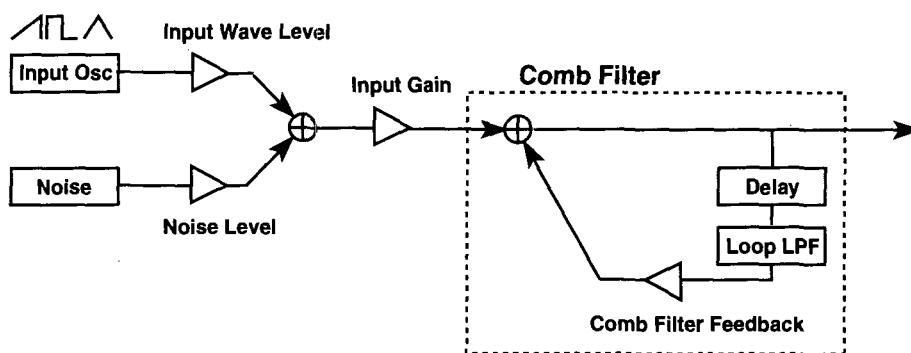 Input Wave Level
Input Osc
Input Gain
Comb Filter
Noise
Noise Level
Delay
Loop LPF
Comb Filter Feedback